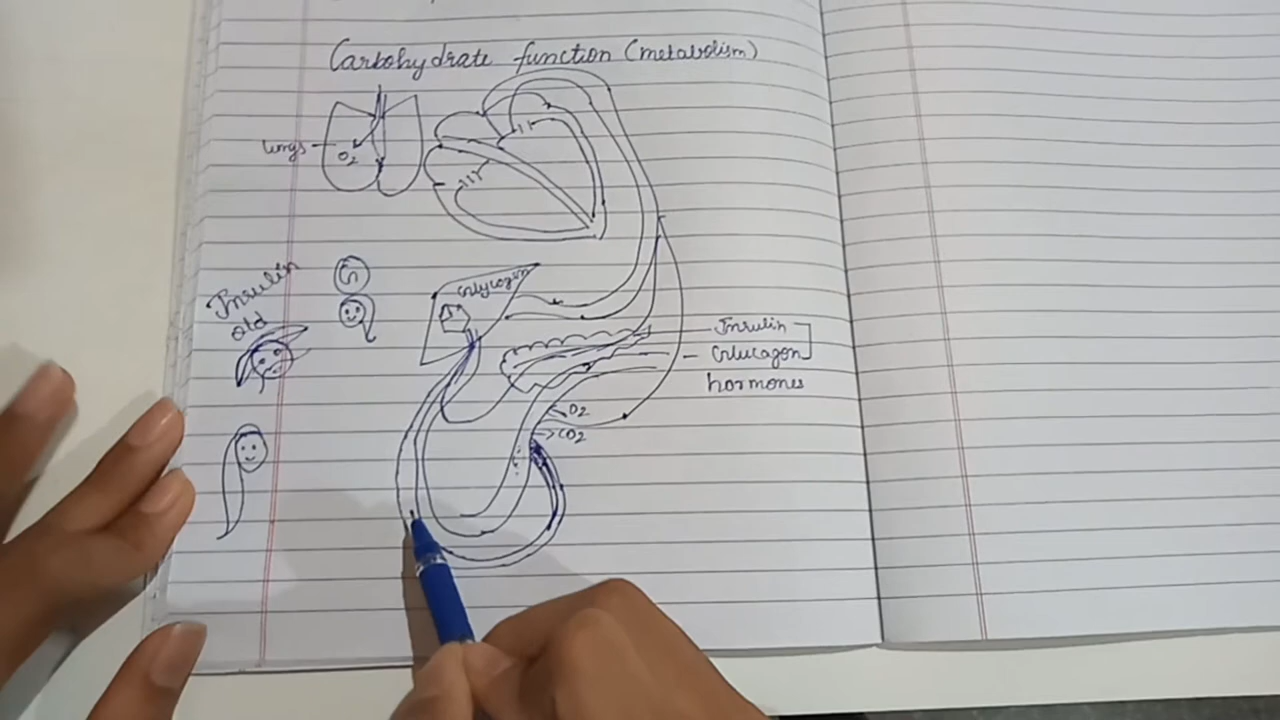 Carbohydrate function (metabolism)
lungs
O2
Insulin
old
G
Glycogen
Insulin
Glucagon
hormones
O2
CO2